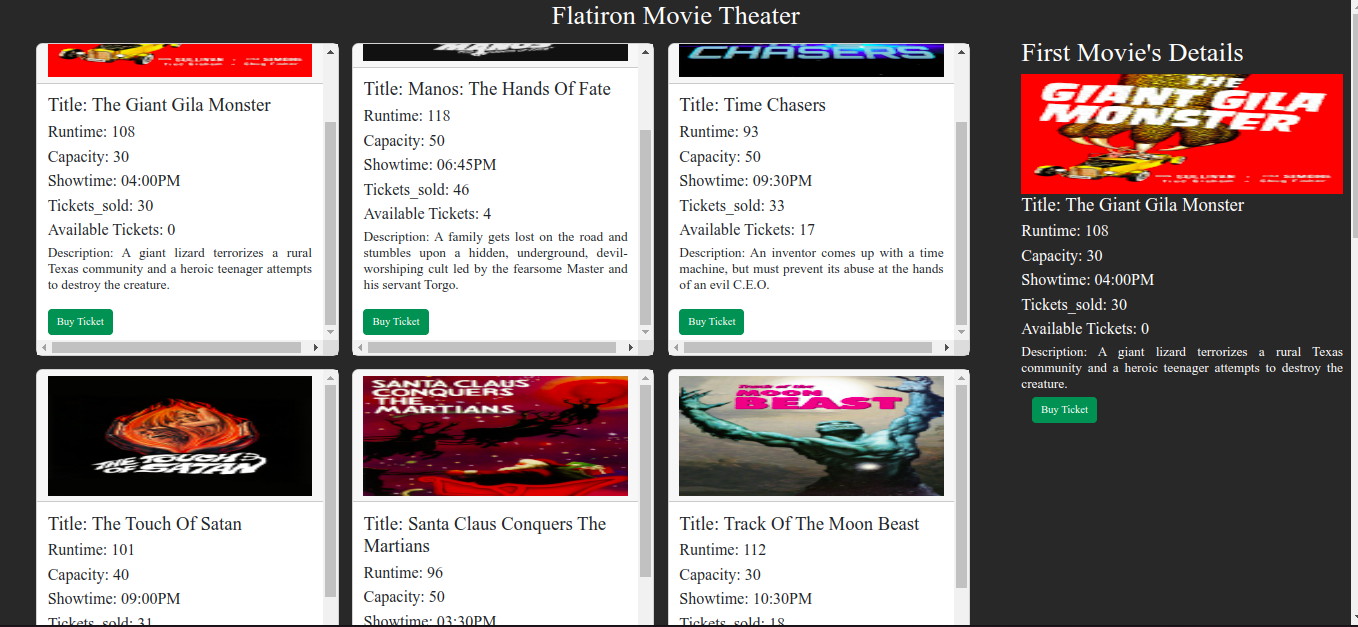 Flatiron Movie Theater
Title: The Giant Gila Monster
Runtime: 108
Capacity: 30
Showtime: 04:00PM
Tickets_sold: 30
Available Tickets: 0
Description: A giant lizard terrorizes a rural
Texas community and a heroic teenager attempts
to destroy the creature.
Buy Ticket
MANOS
Title: Manos: The Hands Of Fate
Runtime: 118
Capacity: 50
Showtime: 06:45PM
Tickets_sold: 46
Available Tickets: 4
Description: A family gets lost on the road and
stumbles upon a hidden, underground, devil-
worshiping cult led by the fearsome Master and
his servant Torgo.
Buy Ticket
CHASERS
Title: Time Chasers
Runtime: 93
Capacity: 50
Showtime: 09:30PM
Tickets_sold: 33
Available Tickets: 17
Description: An inventor comes up with a time
machine, but must prevent its abuse at the hands
of an evil C.E.O.
Buy Ticket
THE TOUCH
OF SATAN
Title: The Touch Of Satan
Runtime: 101
Capacity: 40
Showtime: 09:00PM
Tickets_sold: 31
SANTA CLAUS
CONQUERS
THE
MARTIANS
Title: Santa Claus Conquers The
Martians
Runtime: 96
Capacity: 50
Showtime: 03:30PM
Track of the
MOON
BEAST
Title: Track Of The Moon Beast
Runtime: 112
Capacity: 30
Showtime: 10:30PM
Tickets_sold: 18
First Movie's Details
THE
GIANT GILA
MONSTER
Title: The Giant Gila Monster
Runtime: 108
Capacity: 30
Showtime: 04:00PM
Tickets_sold: 30
Available Tickets: 0
Description: A giant lizard terrorizes a rural Texas
community and a heroic teenager attempts to destroy the
creature.
Buy Ticket